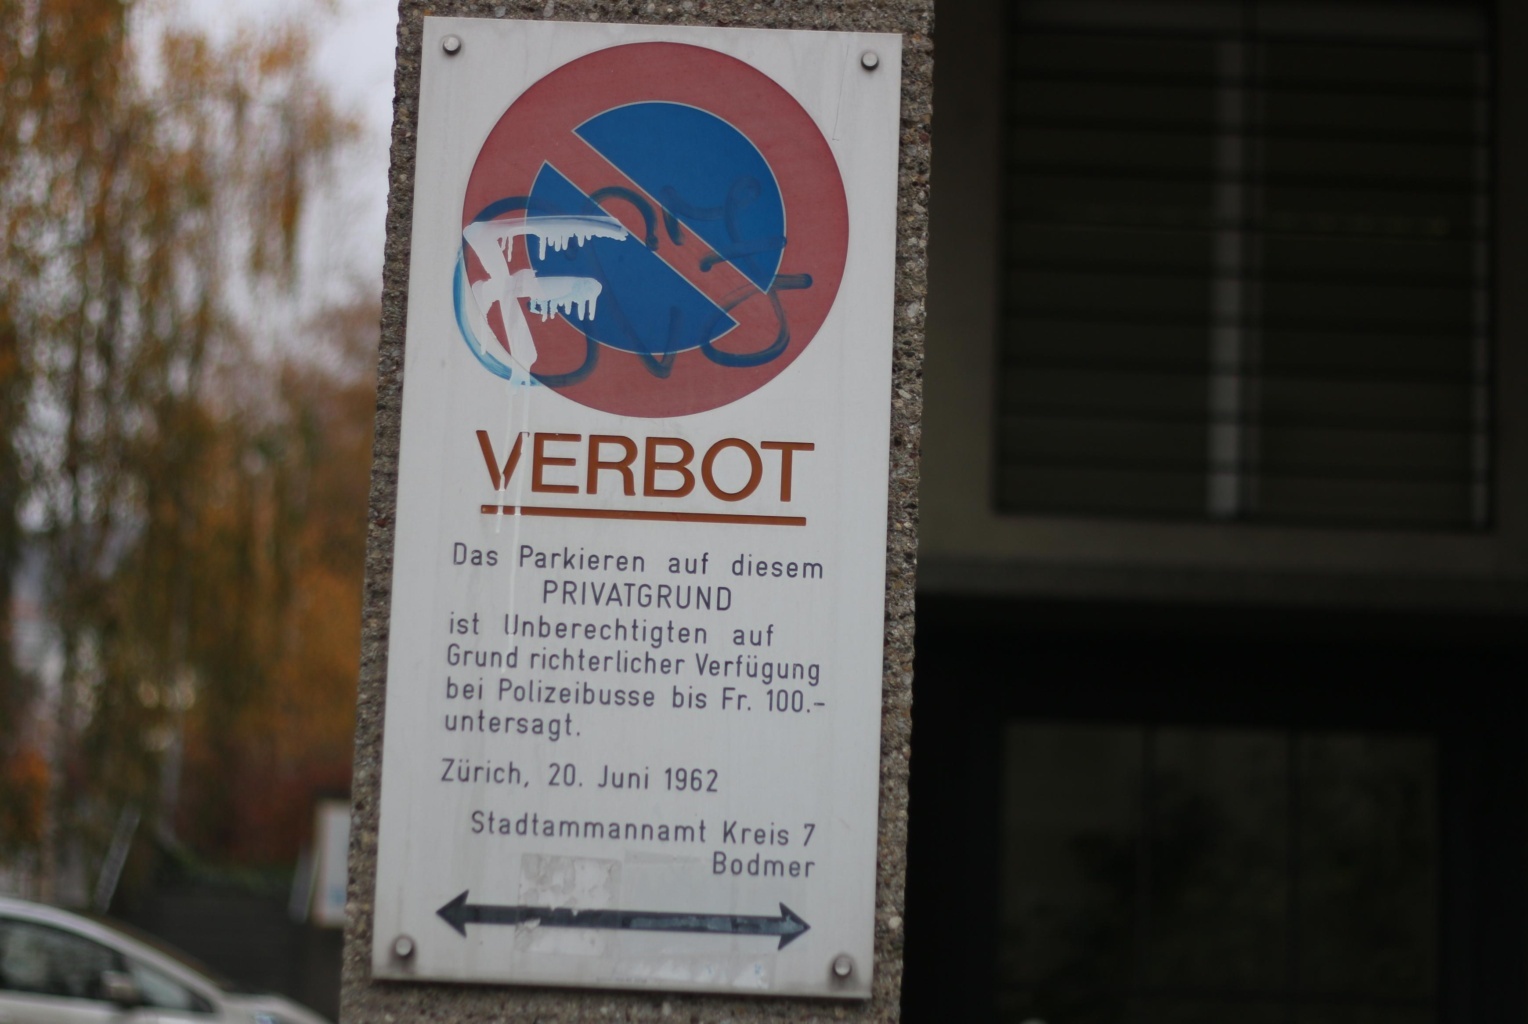 VERBOT
Das Parkieren auf diesem
PRIVATGRUND
ist Unberechtigten auf
Grund richterlicher Verfügung
bei Polizeibusse bis Fr. 100.-
untersagt.
Zürich, 20. Juni 1962
Stadtammannamt Kreis 7
Bodmer